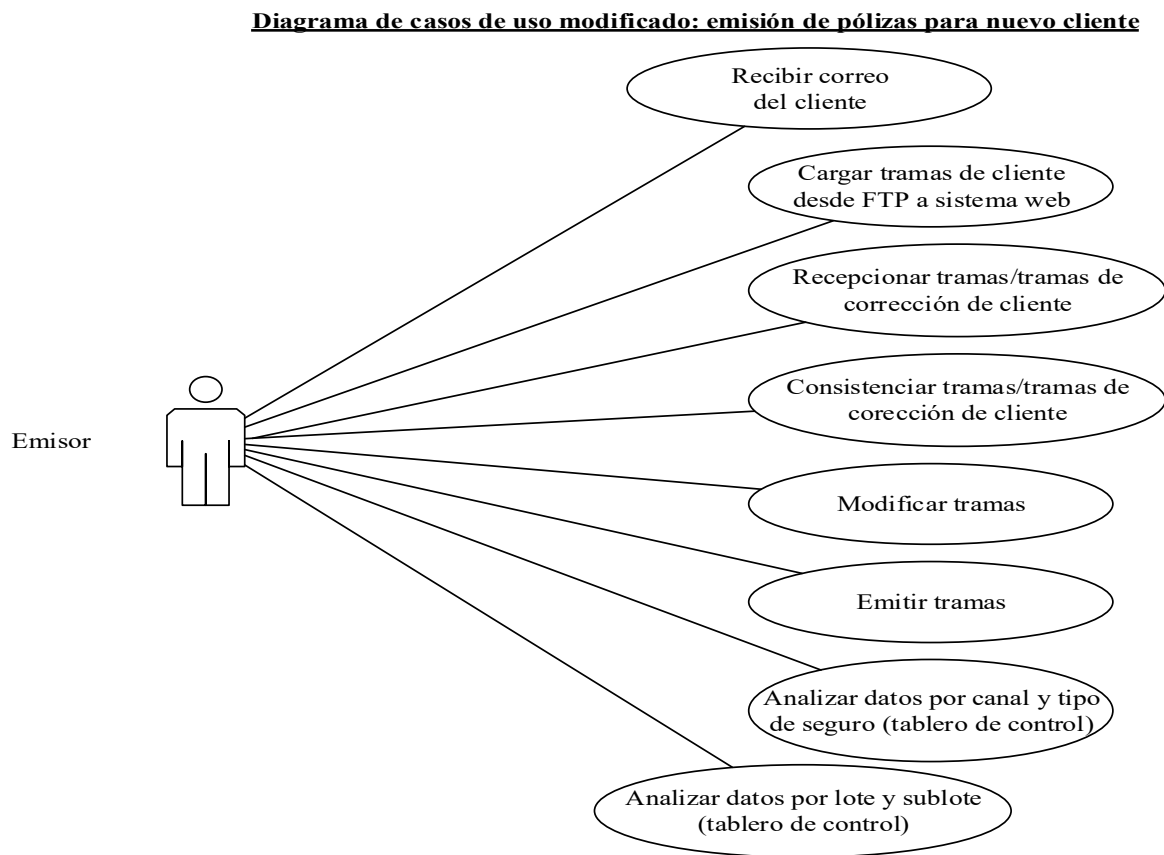 Diagrama de casos de uso modificado: emisión de pólizas para nuevo cliente
Recibir correo
del cliente
Cargar tramas de cliente
desde FTP a sistema web
Recepcionar tramas/tramas de
corrección de cliente
Consistenciar tramas/tramas de
corección de cliente
Emisor
Modificar tramas
Emitir tramas
Analizar datos por canal y tipo
de seguro (tablero de control)
Analizar datos por lote y sublote
(tablero de control)